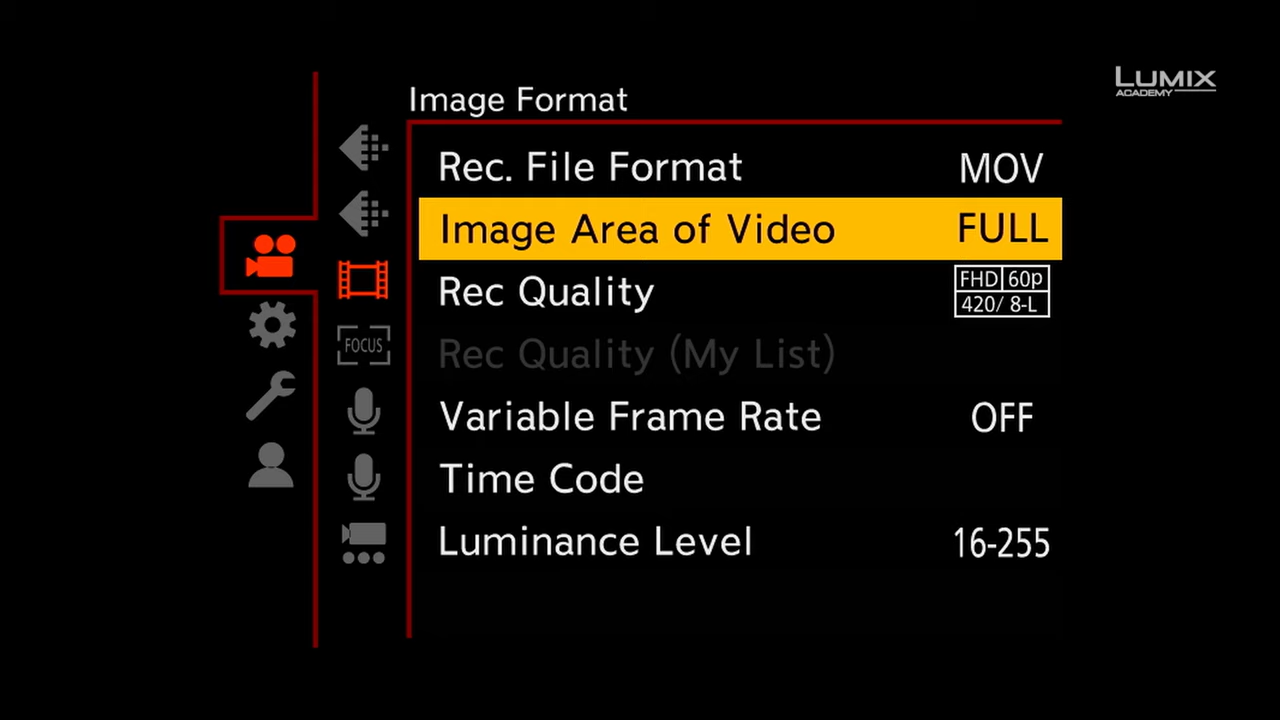 LUMIX
ACADEMY
Image Format
Rec. File Format MOV
Image Area of Video FULL
Rec Quality FHD 60p
420/ 8-L
Rec Quality (My List)
FOCUS
Variable Frame Rate OFF
Time Code
Luminance Level 16-255